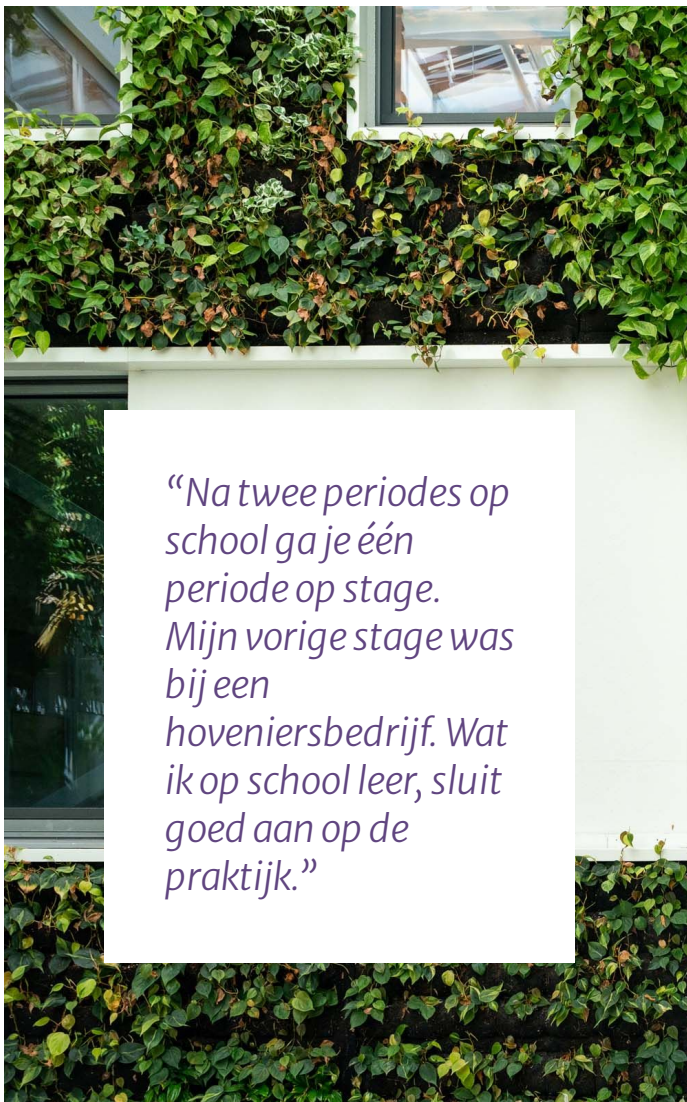 “Na twee periodes op
school ga je één
periode op stage.
Mijn vorige stage was
bij een
hoveniersbedrijf. Wat
ik op school leer, sluit
goed aan op de
praktijk.”